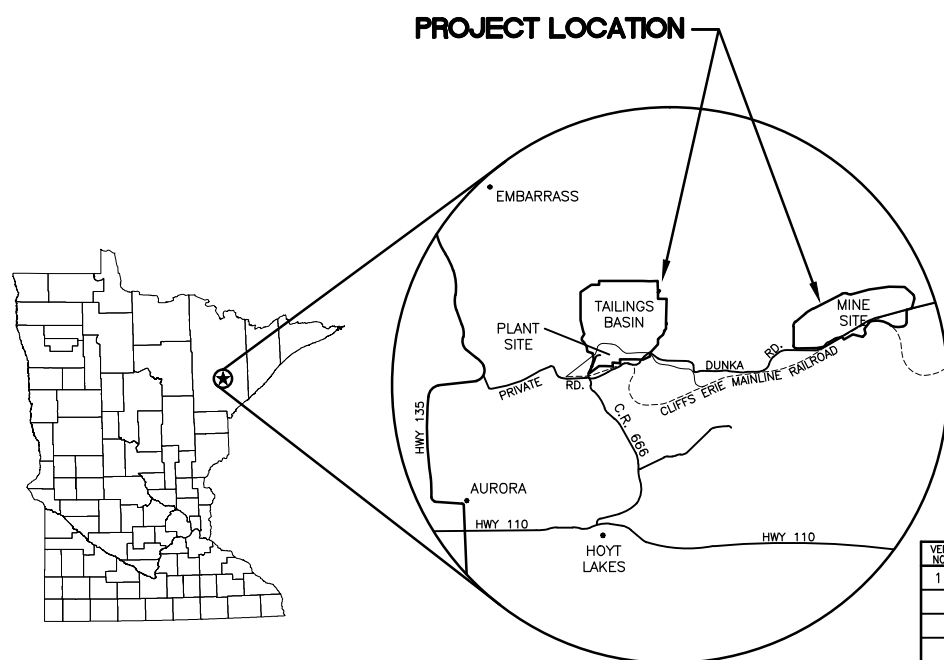 PROJECT LOCATION
EMBARRASS
TAILINGS
BASIN
MINE
SITE
PLANT
SITE
DUNKA
RD.
PRIVATE
RD.
CLIFFS ERIE MAINLINE RAILROAD
C.R. 666
HWY 135
AURORA
HWY 110
HWY 110
HOYT
LAKES
1